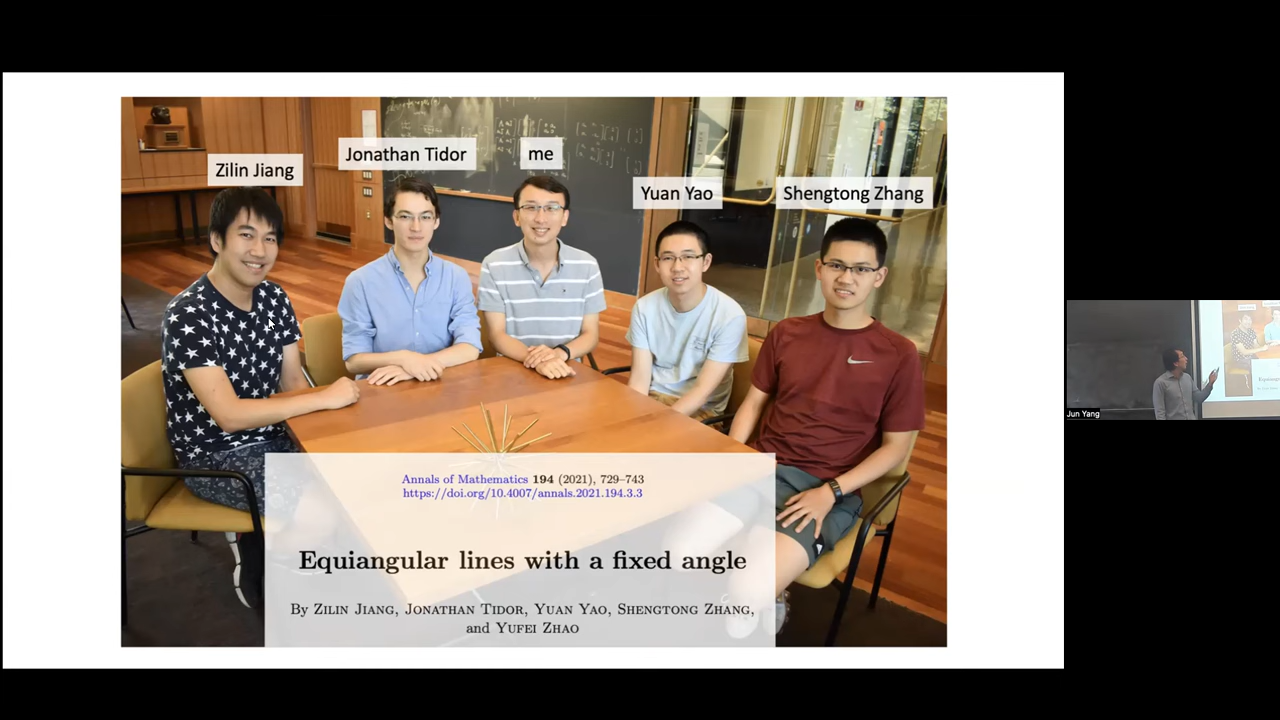 Zilin Jiang
Jonathan Tidor
me
Yuan Yao
Shengtong Zhang
Annals of Mathematics 194 (2021), 729–743
https://doi.org/10.4007/annals.2021.194.3.3
Equiangular lines with a fixed angle
By Zilin Jiang, Jonathan Tidor, Yuan Yao, Shengtong Zhang,
and Yufei Zhao
Jun Yang